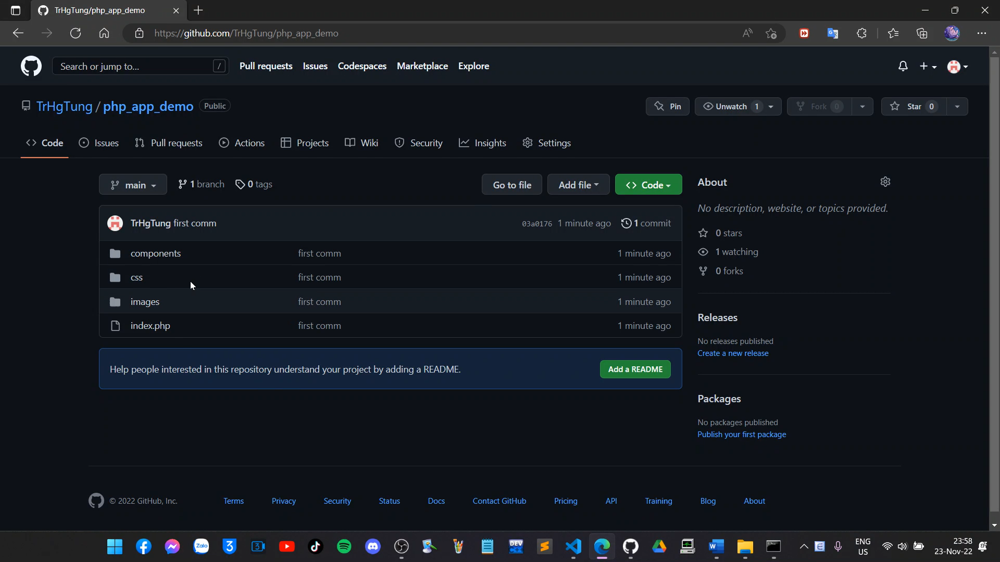 TrHgTung/php_app_demo
https://github.com/TrHgTung/php_app_demo
Search or jump to... /
Pull requests Issues Codespaces Marketplace Explore
TrHgTung / php_app_demo Public
Pin Unwatch 1 Fork 0 Star 0
Code Issues Pull requests Actions Projects Wiki Security Insights Settings
main 1 branch 0 tags Go to file Add file Code
About
No description, website, or topics provided.
TrHgTung first comm 03a0176 1 minute ago 1 commit
0 stars
components first comm 1 minute ago
1 watching
css first comm 1 minute ago
0 forks
images first comm 1 minute ago
index.php first comm 1 minute ago
Releases
No releases published
Create a new release
Help people interested in this repository understand your project by adding a README. Add a README
Packages
No packages published
Publish your first package
© 2022 GitHub, Inc. Terms Privacy Security Status Docs Contact GitHub Pricing API Training Blog About
Zalo
3
3
DEV
W
E
ENG
US
23:58
23-Nov-22